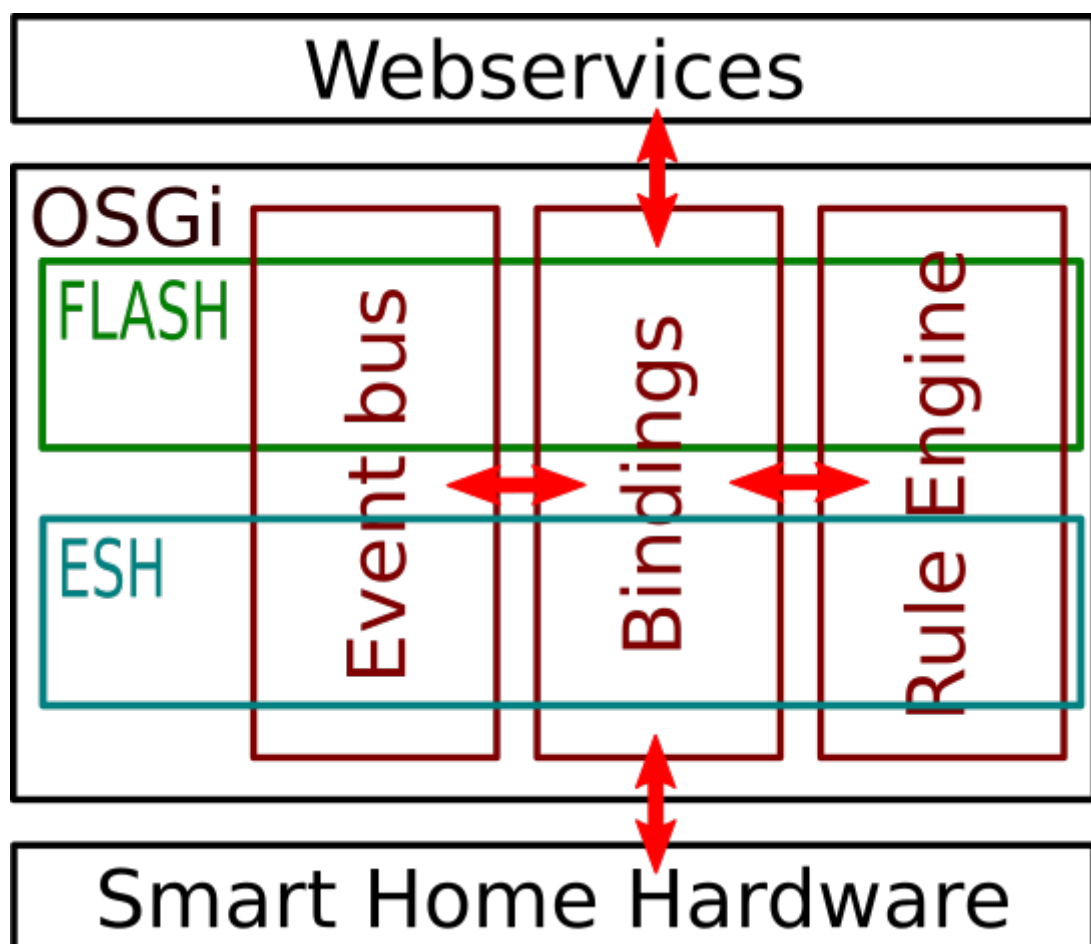 Webservices
OSGi
FLASH
ESH
Event bus
Bindings
Rule Engine
Smart Home Hardware